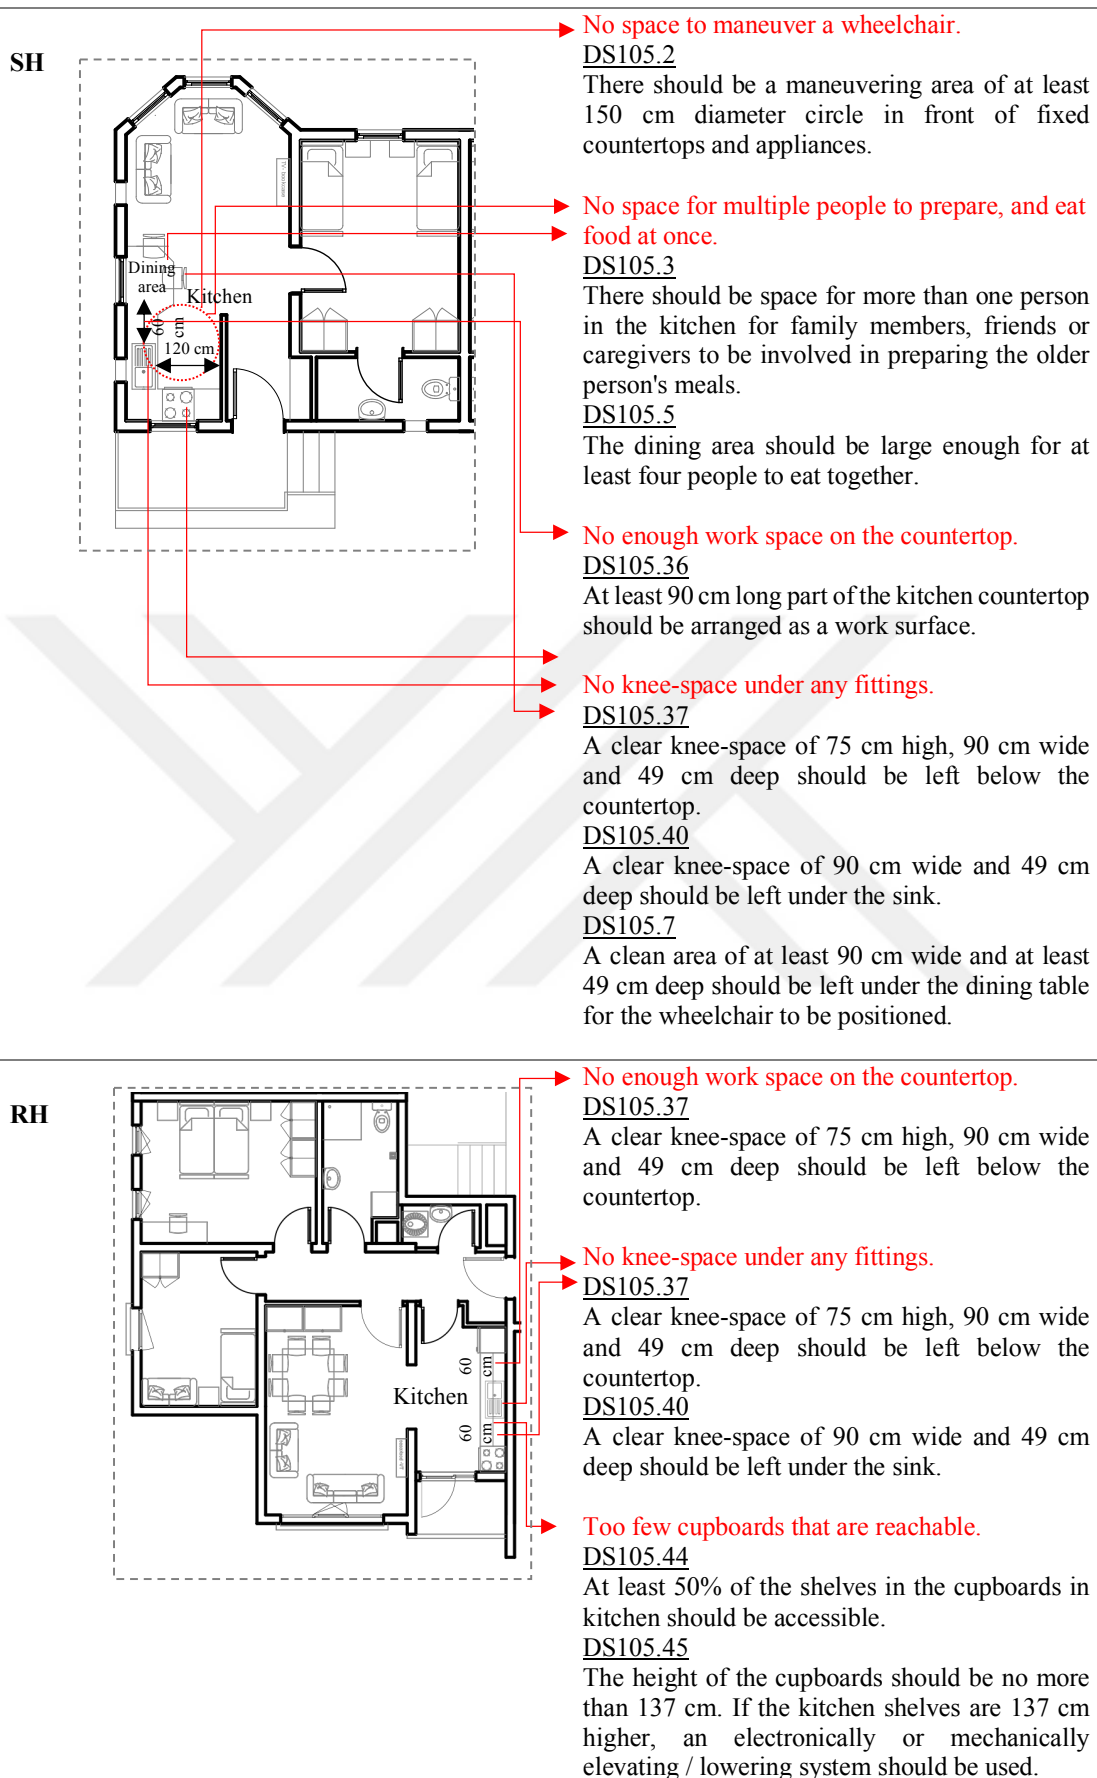 SH
No space to maneuver a wheelchair.
DS105.2
There should be a maneuvering area of at least
150 cm diameter circle in front of fixed
countertops and appliances.
No space for multiple people to prepare, and eat
food at once.
DS105.3
There should be space for more than one person
in the kitchen for family members, friends or
caregivers to be involved in preparing the older
person's meals.
DS105.5
The dining area should be large enough for at
least four people to eat together.
No enough work space on the countertop.
DS105.36
At least 90 cm long part of the kitchen countertop
should be arranged as a work surface.
No knee-space under any fittings.
DS105.37
A clear knee-space of 75 cm high, 90 cm wide
and 49 cm deep should be left below the
countertop.
DS105.40
A clear knee-space of 90 cm wide and 49 cm
deep should be left under the sink.
DS105.7
A clean area of at least 90 cm wide and at least
49 cm deep should be left under the dining table
for the wheelchair to be positioned.
Dining
area
Kitchen
60
cm
120 cm
RH
No enough work space on the countertop.
DS105.37
A clear knee-space of 75 cm high, 90 cm wide
and 49 cm deep should be left below the
countertop.
No knee-space under any fittings.
DS105.37
A clear knee-space of 75 cm high, 90 cm wide
and 49 cm deep should be left below the
countertop.
DS105.40
A clear knee-space of 90 cm wide and 49 cm
deep should be left under the sink.
Too few cupboards that are reachable.
DS105.44
At least 50% of the shelves in the cupboards in
kitchen should be accessible.
DS105.45
The height of the cupboards should be no more
than 137 cm. If the kitchen shelves are 137 cm
higher, an electronically or mechanically
elevating / lowering system should be used.
60
cm
Kitchen
60
cm